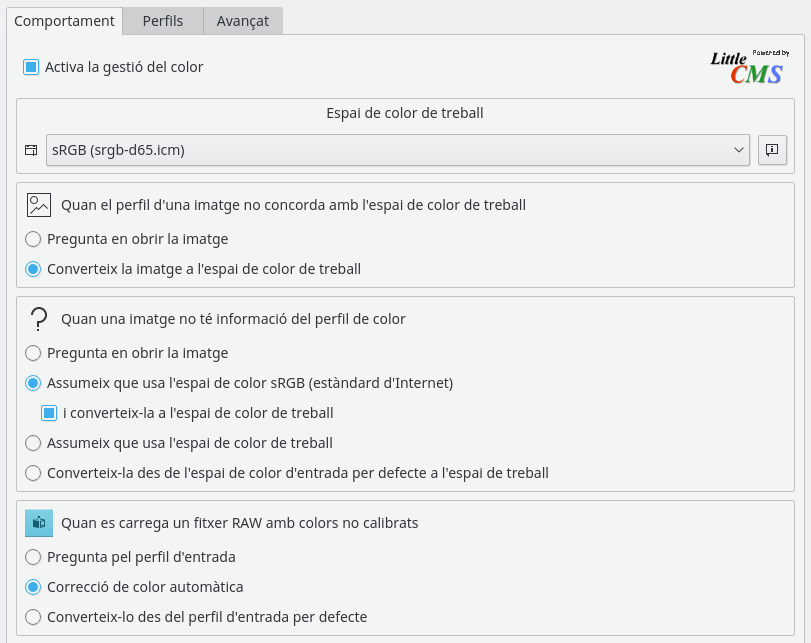 Comportament Perfils Avançat
Activa la gestió del color
Little CMS Powered by
Espai de color de treball
sRGB (srgb-d65.icm)
Quan el perfil d'una imatge no concorda amb l'espai de color de treball
Pregunta en obrir la imatge
Converteix la imatge a l'espai de color de treball
Quan una imatge no té informació del perfil de color
Pregunta en obrir la imatge
Assumeix que usa l'espai de color sRGB (estàndard d'Internet)
i converteix-la a l'espai de color de treball
Assumeix que usa l'espai de color de treball
Converteix-la des de l'espai de color d'entrada per defecte a l'espai de treball
Quan es carrega un fitxer RAW amb colors no calibrats
Pregunta pel perfil d'entrada
Correcció de color automàtica
Converteix-lo des del perfil d'entrada per defecte